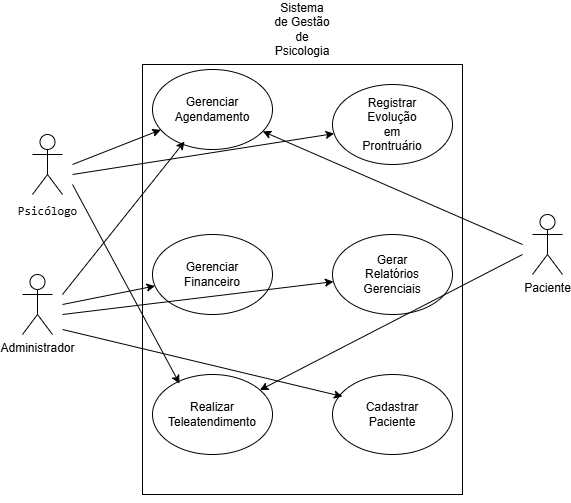 Sistema
de Gestão
de
Psicologia
Gerenciar
Agendamento
Registrar
Evolução
em
Prontruário
Psicólogo
Gerenciar
Financeiro
Gerar
Relatórios
Gerenciais
Paciente
Administrador
Realizar
Teleatendimento
Cadastrar
Paciente